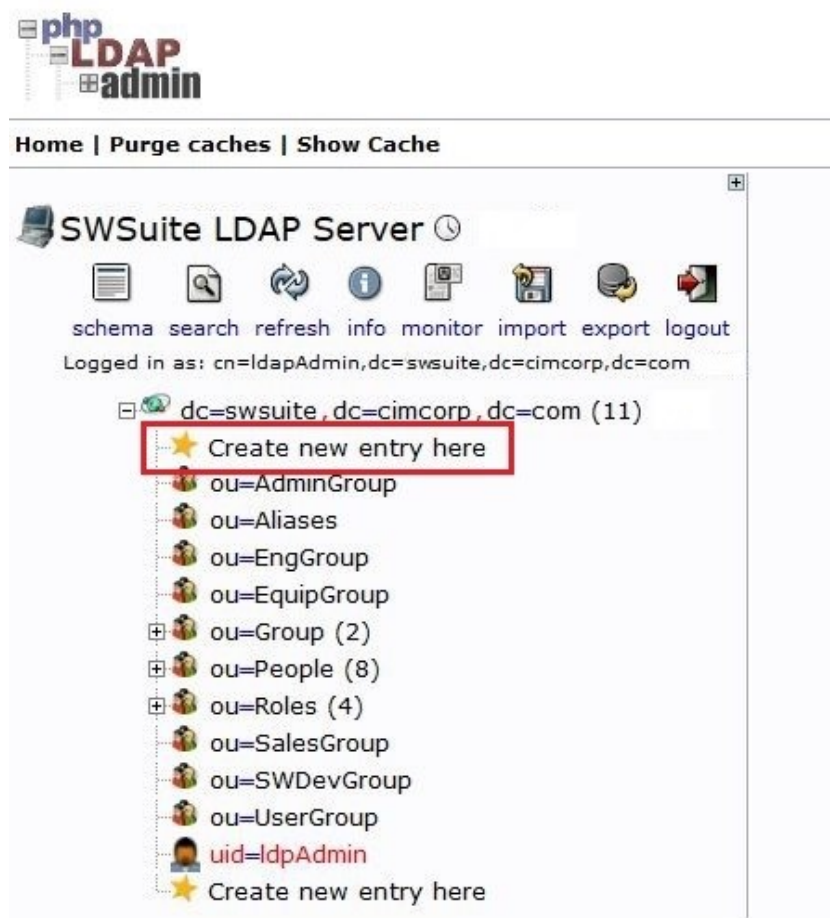 php
LDAP
admin
Home | Purge caches | Show Cache
SWSuite LDAP Server
schema search refresh info monitor import export logout
Logged in as: cn=ldapAdmin,dc=swsuite,dc=cimcorp,dc=com
dc=swsuite,dc=cimcorp,dc=com (11)
Create new entry here
ou=AdminGroup
ou=Aliases
ou=EngGroup
ou=EquipGroup
ou=Group (2)
ou=People (8)
ou=Roles (4)
ou=SalesGroup
ou=SWDevGroup
ou=UserGroup
uid=ldpAdmin
Create new entry here